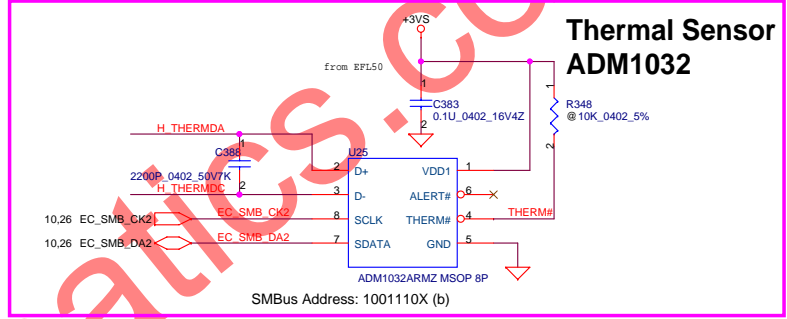 +3VS
Thermal Sensor
ADM1032
from EFL50
1
C383
0.1U_0402_16V4Z
2
1
R348
@10K_0402_5%
2
H_THERMDA
1
C388
2200P_0402_50V7K
2
H_THERMDC
U25
2 D+ VDD1 1
3 D- ALERT# 6
10,26 EC_SMB_CK2 EC_SMB_CK2 8 SCLK THERM# 4 THERM#
10,26 EC_SMB_DA2 EC_SMB_DA2 7 SDATA GND 5
ADM1032ARMZ MSOP 8P
SMBus Address: 1001110X (b)
atics.co